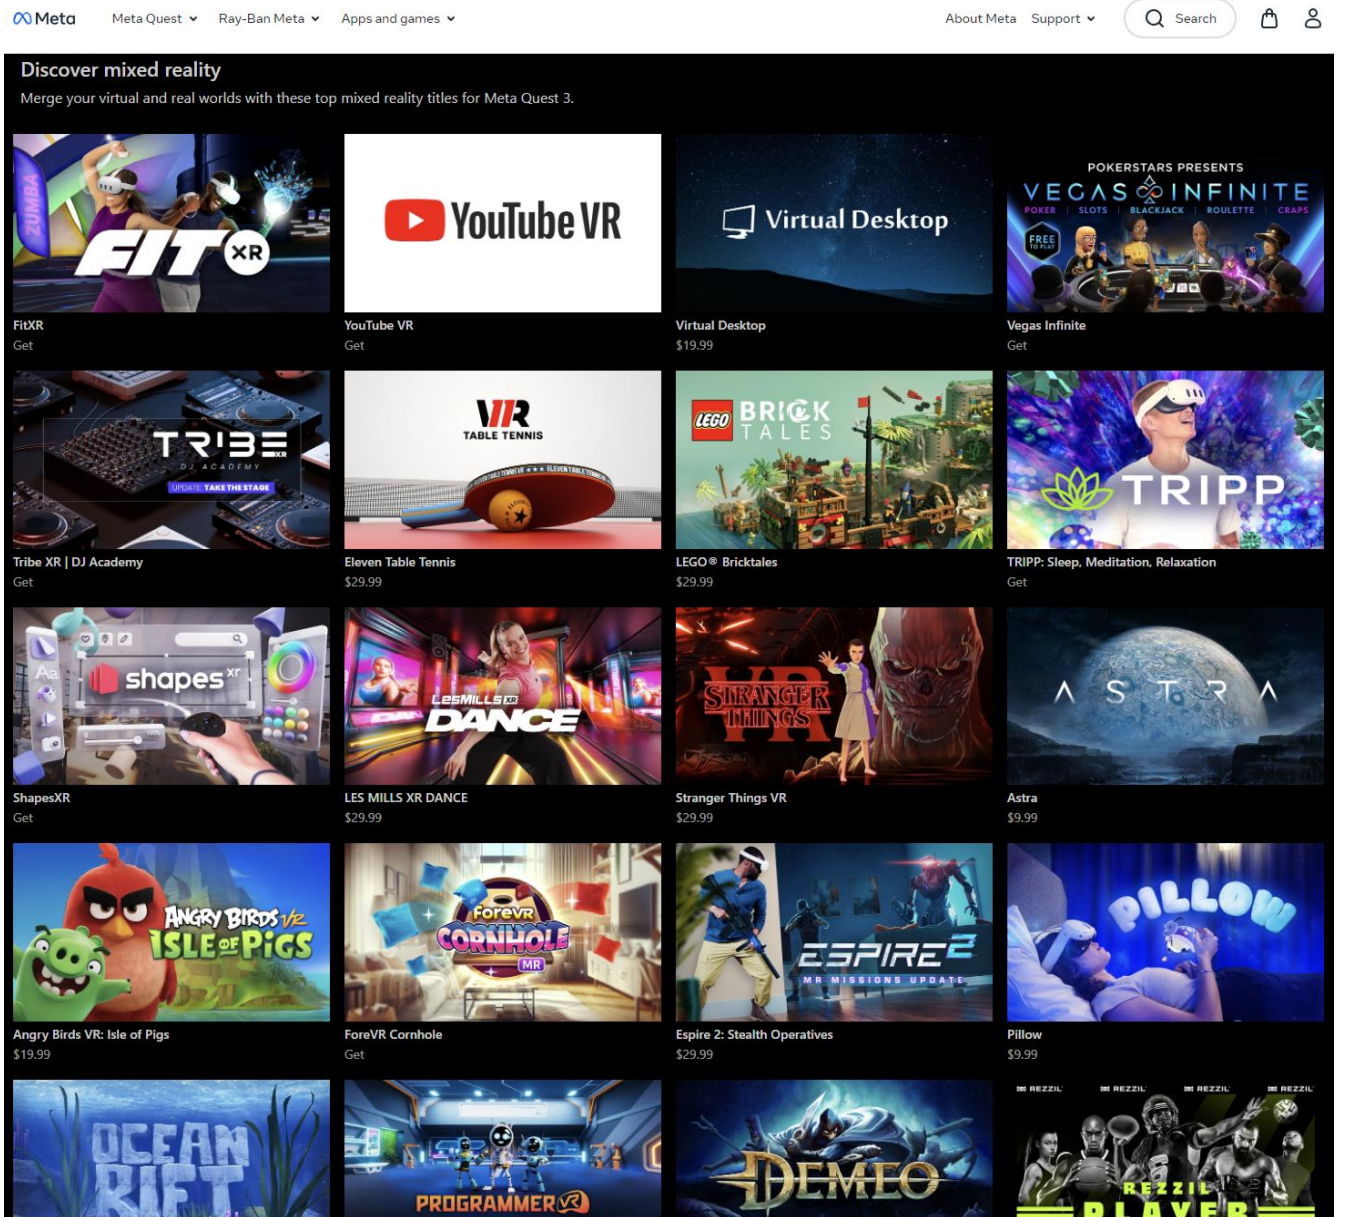 Meta
Meta Quest
Ray-Ban Meta
Apps and games
About Meta
Support
Search
Discover mixed reality
Merge your virtual and real worlds with these top mixed reality titles for Meta Quest 3.
ZUMBA
FIT XR
YouTube VR
Virtual Desktop
POKERSTARS PRESENTS
VEGAS INFINITE
POKER | SLOTS | BLACKJACK | ROULETTE | CRAPS
FREE
TO PLAY
FitXR
Get
YouTube VR
Get
Virtual Desktop
$19.99
Vegas Infinite
Get
TRIBE XR
DJ ACADEMY
UPDATE: TAKE THE STAGE
VR
TABLE TENNIS
LEGO
BRICK
TALES
TRIPP
Tribe XR | DJ Academy
Get
Eleven Table Tennis
$29.99
LEGO® Bricktales
$29.99
TRIPP: Sleep, Meditation, Relaxation
Get
Aa
shapes xr
100%
LESMILLS XR
DANCE
STRANGER
THINGS
VR
ASTRA
ShapesXR
Get
LES MILLS XR DANCE
$29.99
Stranger Things VR
$29.99
Astra
$9.99
ANGRY BIRDS VR
ISLE OF PIGS
ForeVR
CORNHOLE
MR
ESPIRE 2
MR MISSIONS UPDATE
PILLOW
Angry Birds VR: Isle of Pigs
$19.99
ForeVR Cornhole
Get
Espire 2: Stealth Operatives
$29.99
Pillow
$9.99
OCEAN
RIFT
PROGRAMMER VR
DEMEO
REZZIL REZZIL REZZIL REZZIL
REZZIL
PLAYER